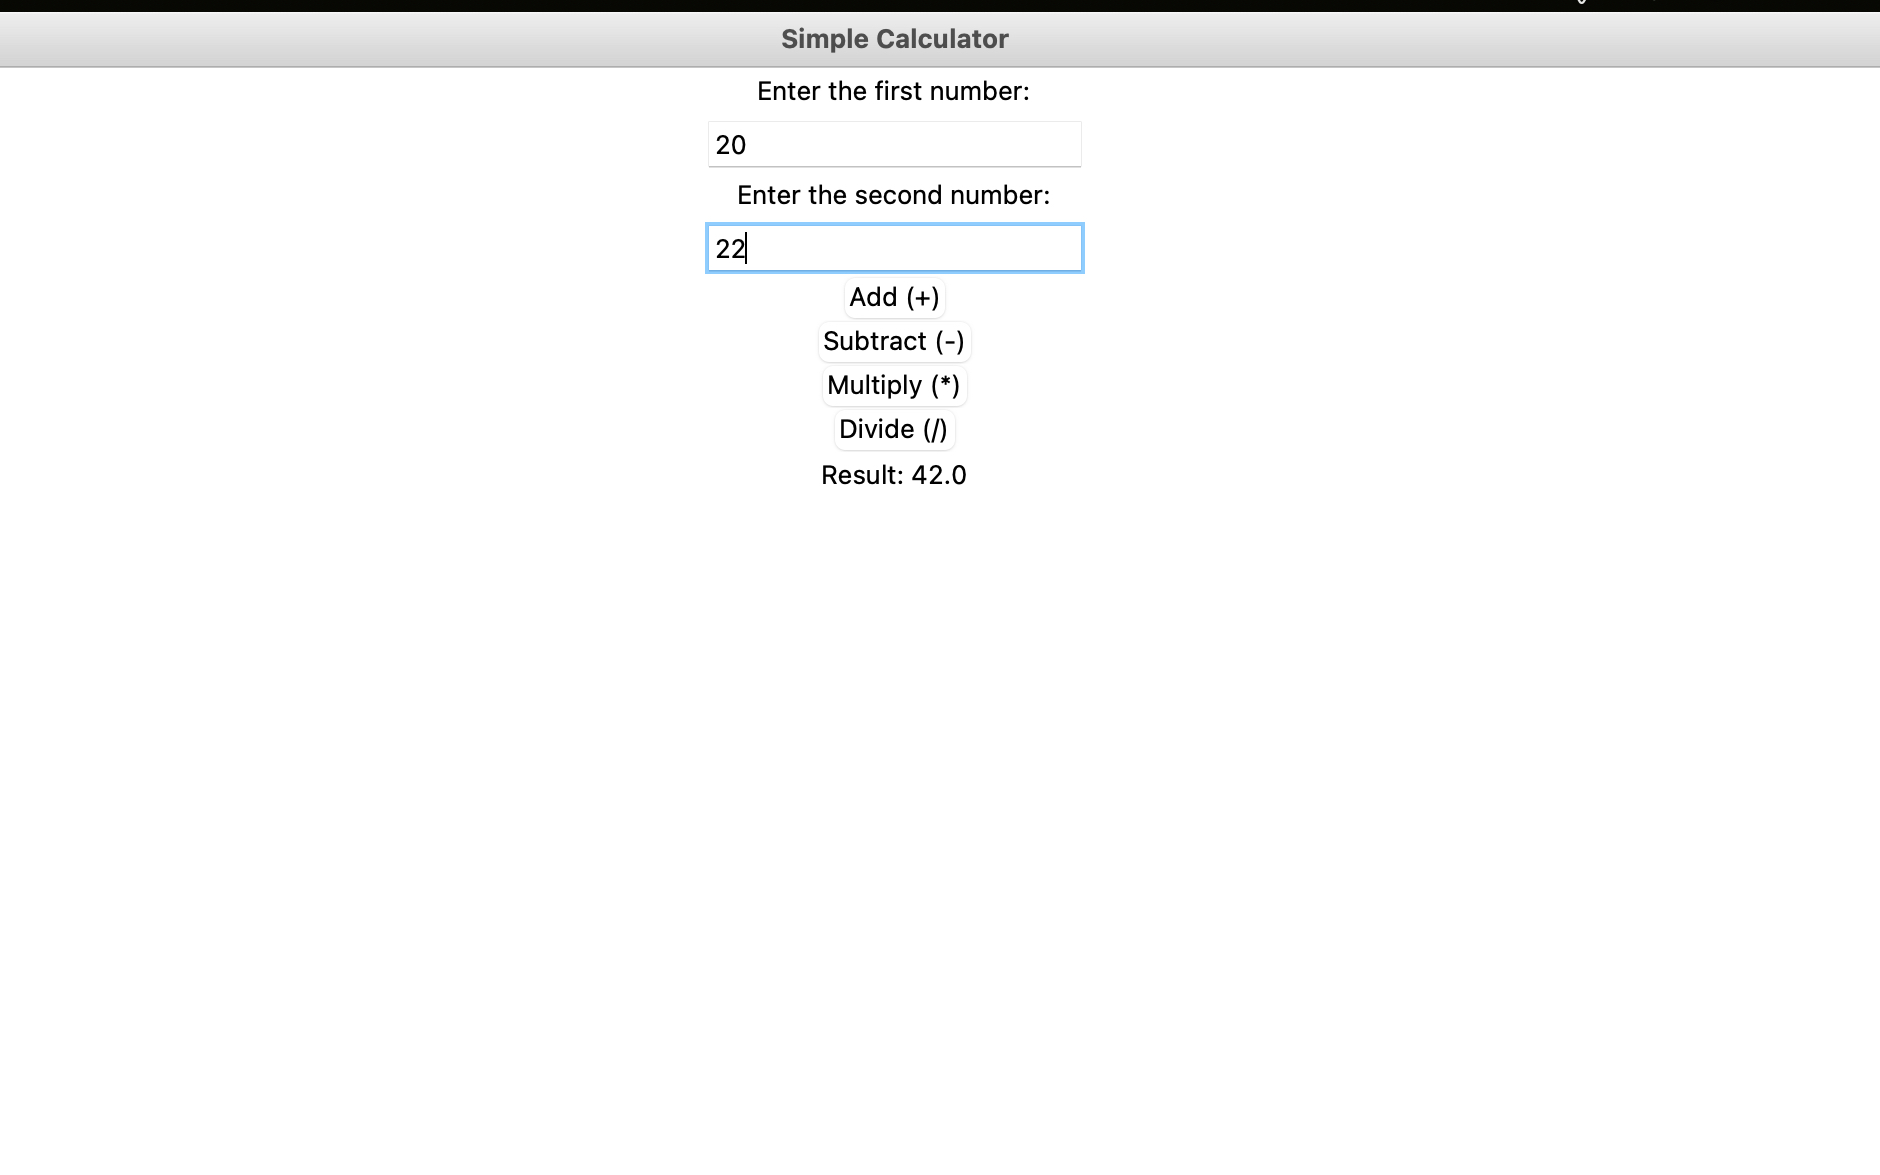 Simple Calculator
Enter the first number:
20
Enter the second number:
22
Add (+)
Subtract (-)
Multiply (*)
Divide (/)
Result: 42.0